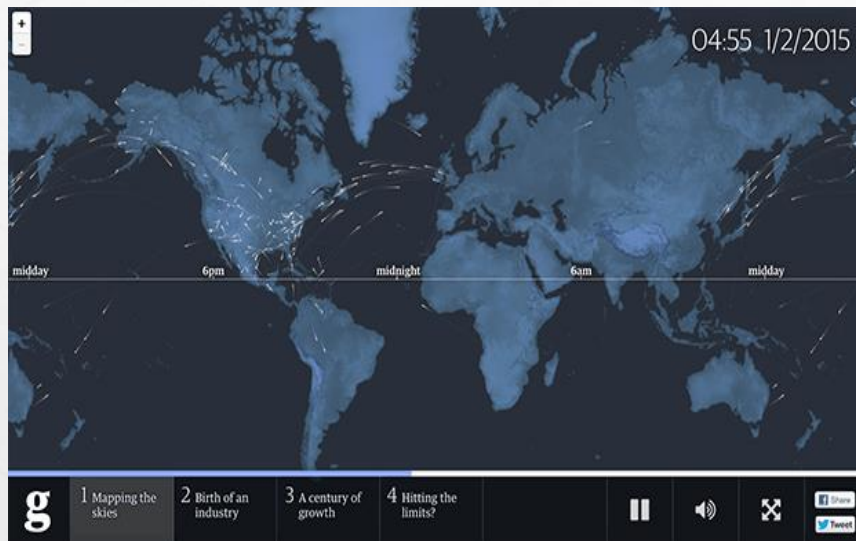 +
−
04:55 1/2/2015
midday 6pm midnight 6am midday
g
1 Mapping the
skies
2 Birth of an
industry
3 A century of
growth
4 Hitting the
limits?
Share
Tweet